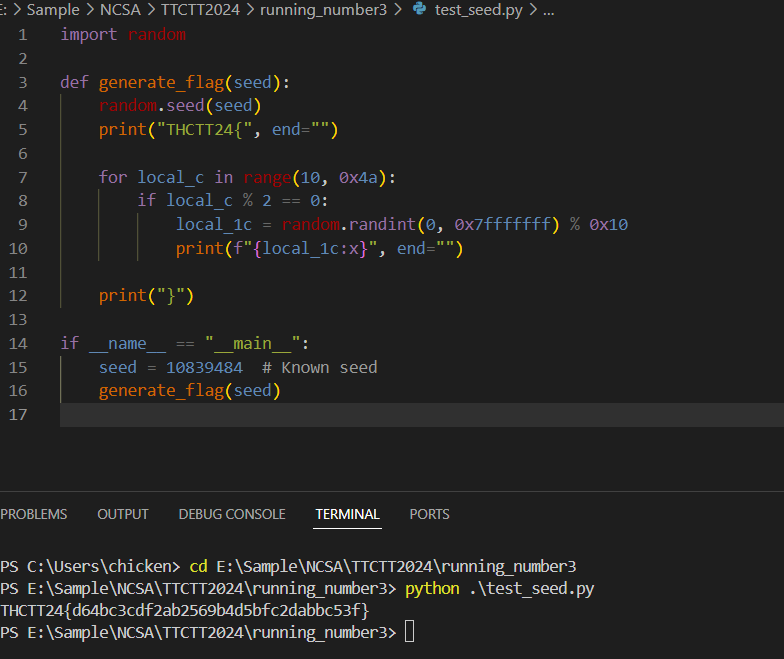 E: > Sample > NCSA > TTCTT2024 > running_number3 > test_seed.py > ...
1 import random
2
3 def generate_flag(seed):
4     random.seed(seed)
5     print("THCTT24{", end="")
6
7     for local_c in range(10, 0x4a):
8         if local_c % 2 == 0:
9             local_1c = random.randint(0, 0x7fffffff) % 0x10
10             print(f"{local_1c:x}", end="")
11
12     print("}")
13
14 if __name__ == "__main__":
15     seed = 10839484  # Known seed
16     generate_flag(seed)
17
PROBLEMS OUTPUT DEBUG CONSOLE TERMINAL PORTS
PS C:\Users\chicken> cd E:\Sample\NCSA\TTCTT2024\running_number3
PS E:\Sample\NCSA\TTCTT2024\running_number3> python .\test_seed.py
THCTT24{d64bc3cdf2ab2569b4d5bfc2dabbc53f}
PS E:\Sample\NCSA\TTCTT2024\running_number3>